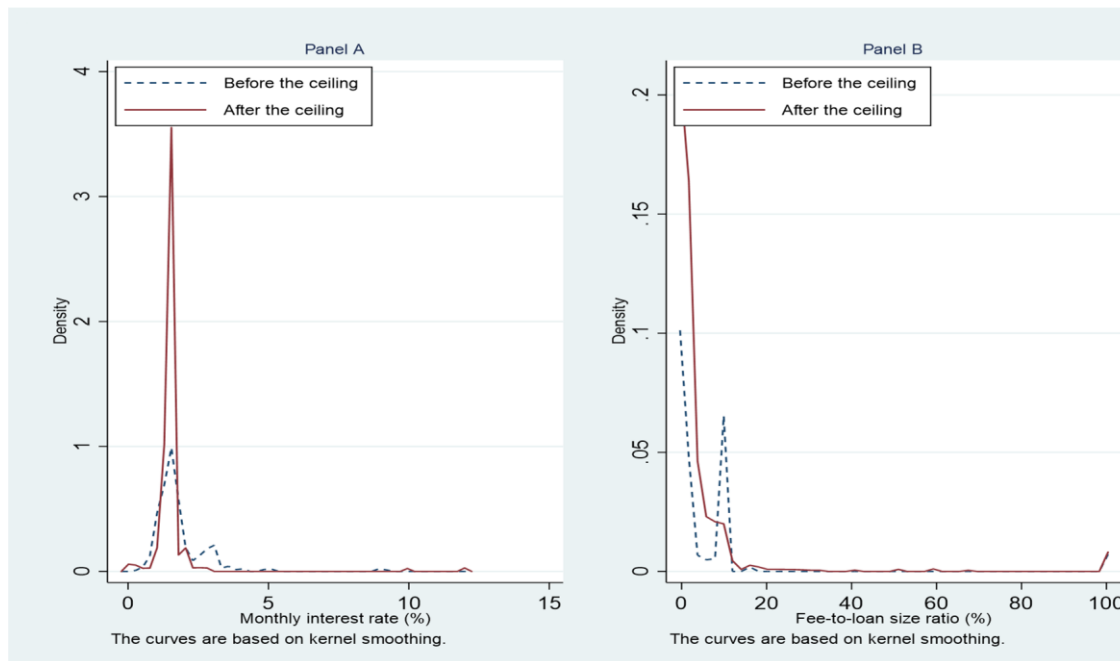 Panel A
Before the ceiling
After the ceiling
4
3
2
1
0
Density
0 5 10 15
Monthly interest rate (%)
The curves are based on kernel smoothing.
Panel B
Before the ceiling
After the ceiling
.2
.15
.1
.05
0
Density
0 20 40 60 80 100
Fee-to-loan size ratio (%)
The curves are based on kernel smoothing.